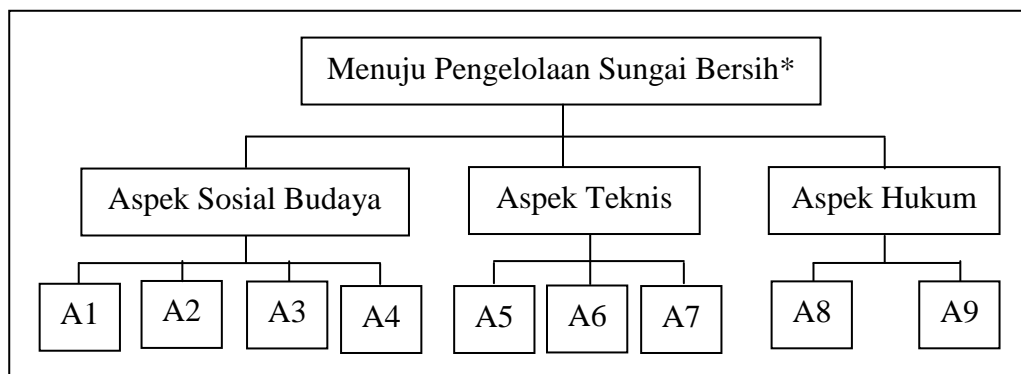 Menuju Pengelolaan Sungai Bersih*
Aspek Sosial Budaya
Aspek Teknis
Aspek Hukum
A1
A2
A3
A4
A5
A6
A7
A8
A9